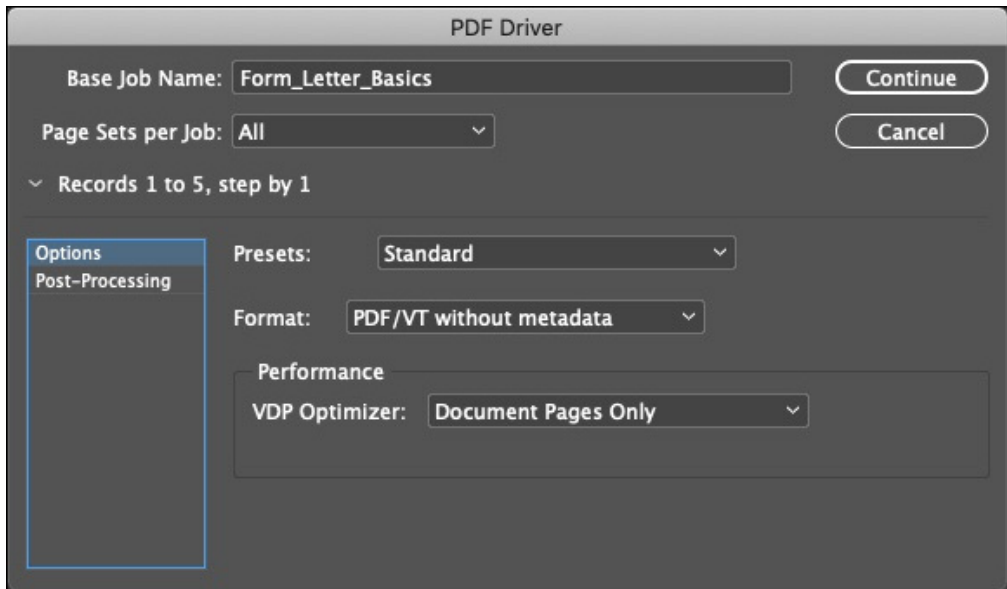 PDF Driver
Base Job Name: Form_Letter_Basics
Continue
Page Sets per Job: All
Cancel
Records 1 to 5, step by 1
Options
Post-Processing
Presets: Standard
Format: PDF/VT without metadata
Performance
VDP Optimizer: Document Pages Only